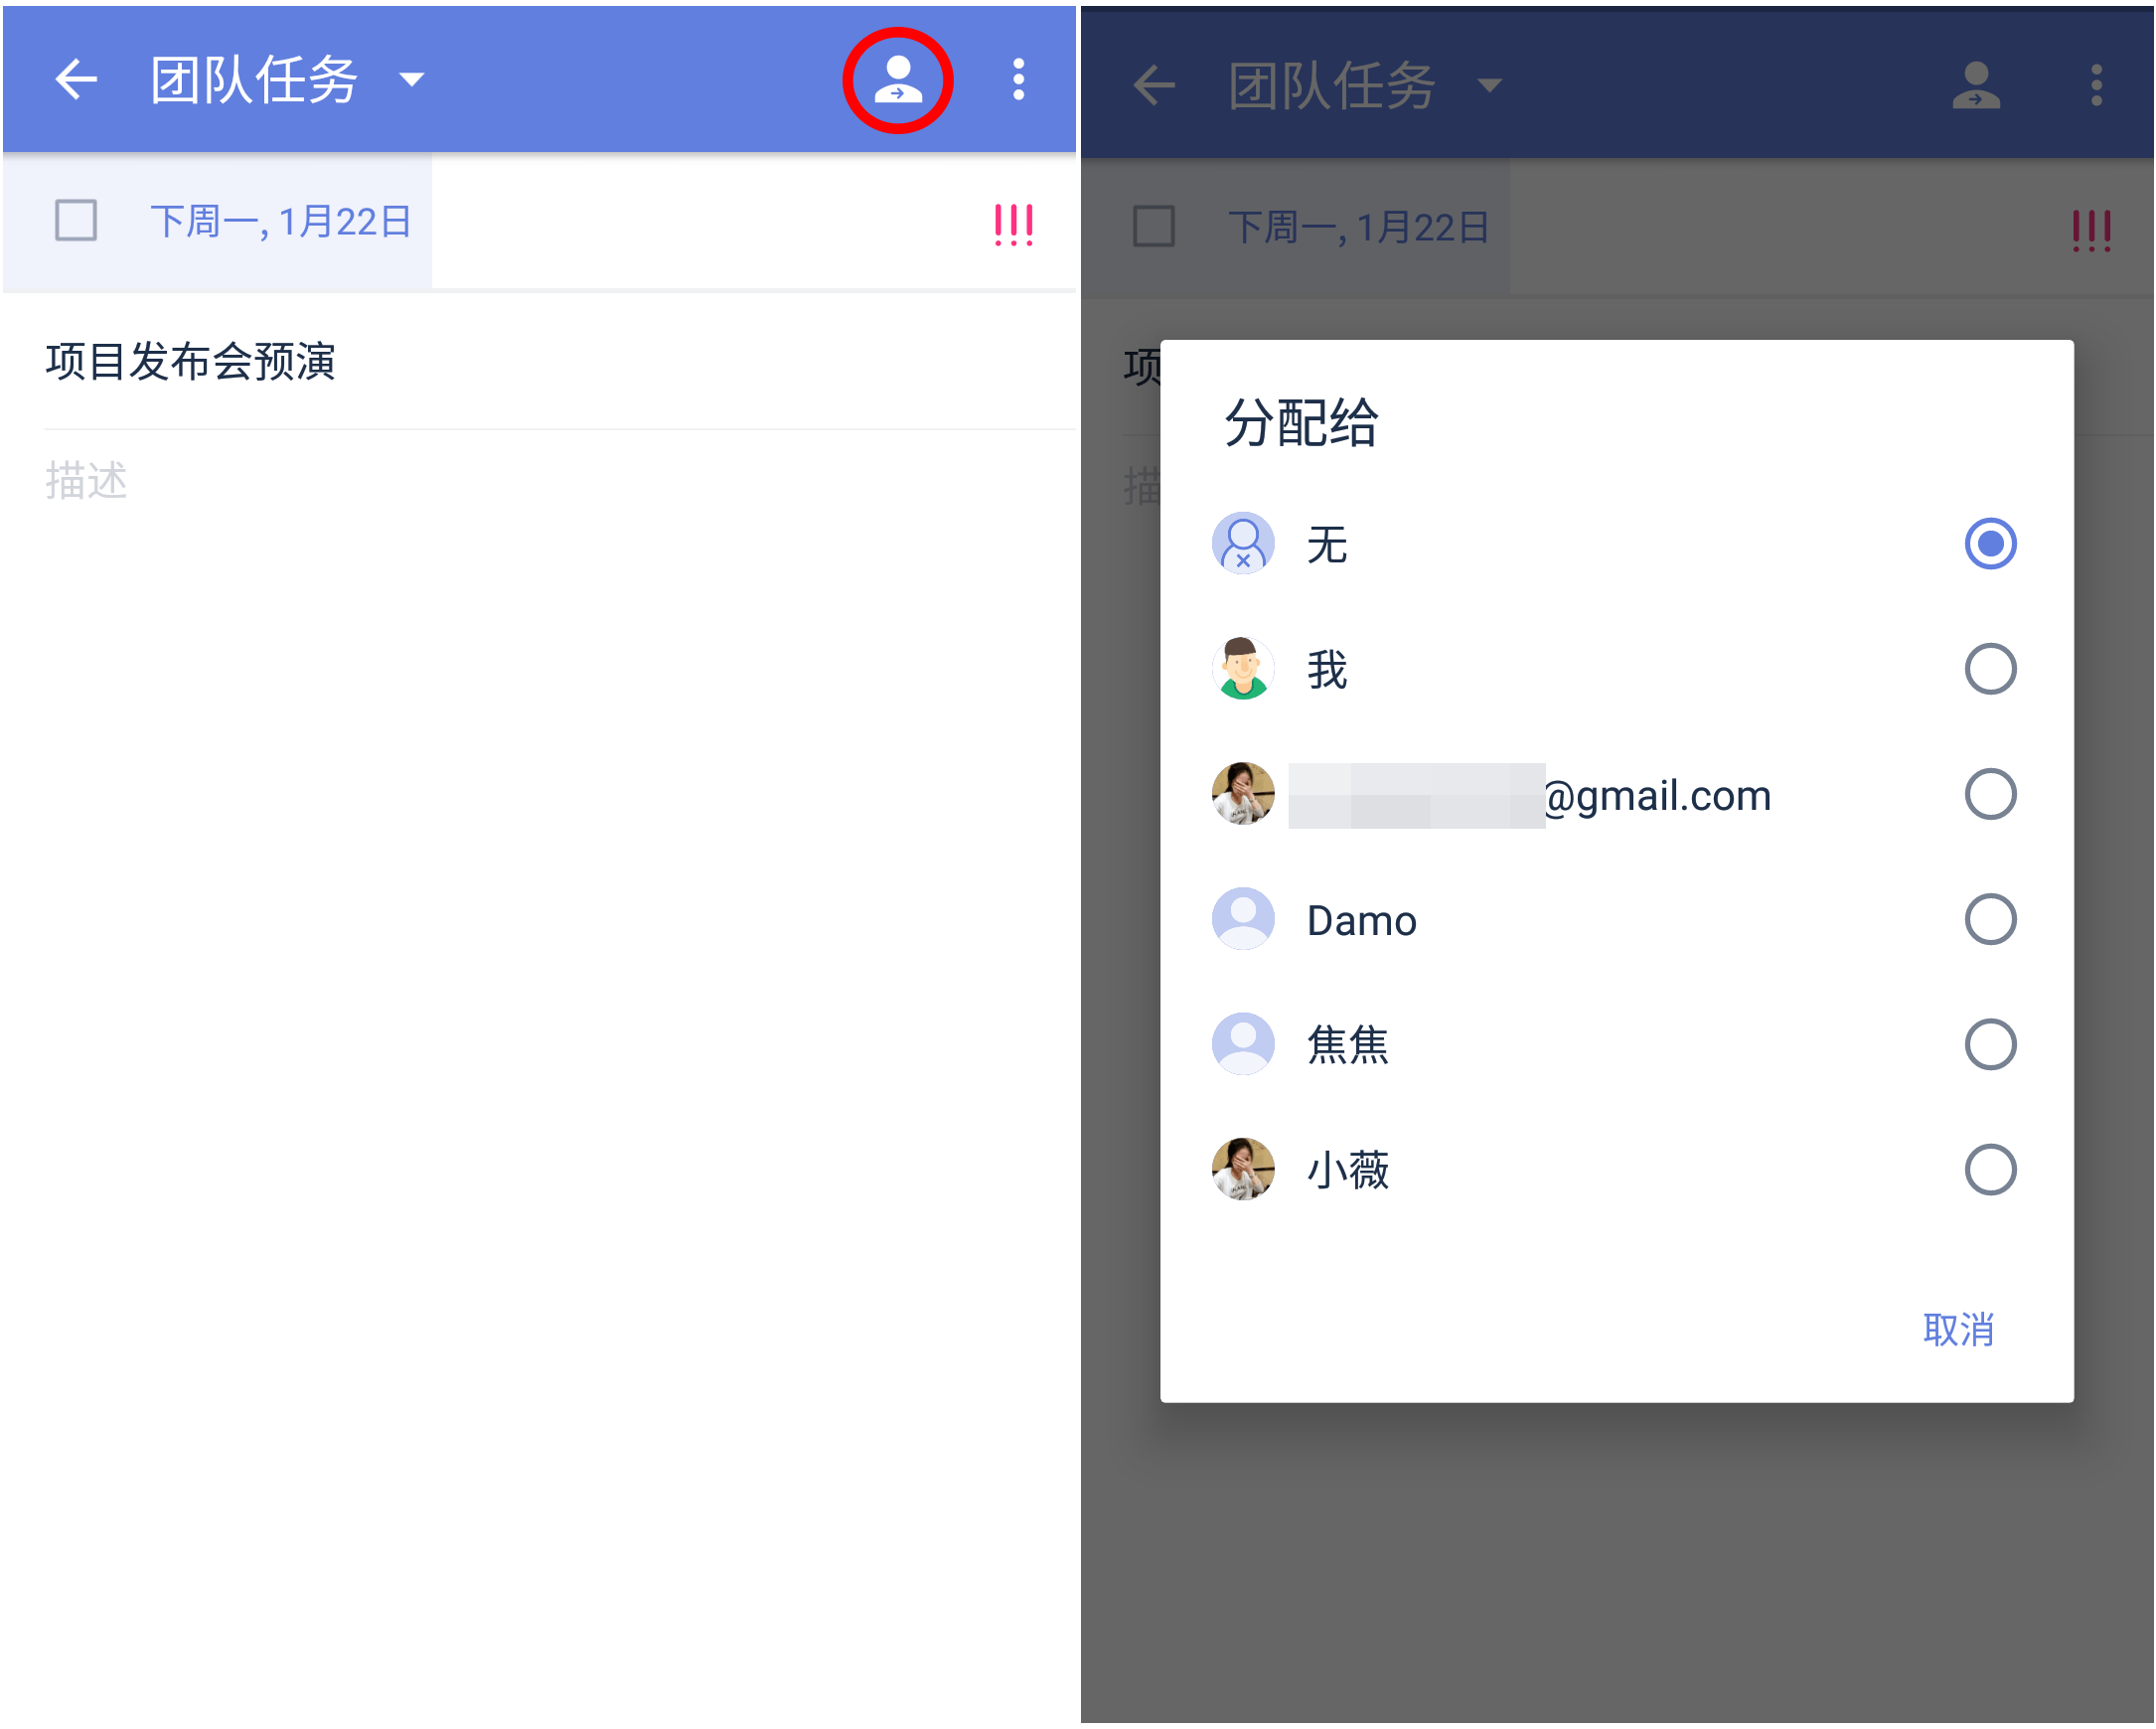 团队任务
下周一, 1月22日
项目发布会预演
描述
团队任务
下周一, 1月22日
项
描
分配给
无
我
@gmail.com
Damo
焦焦
小薇
取消